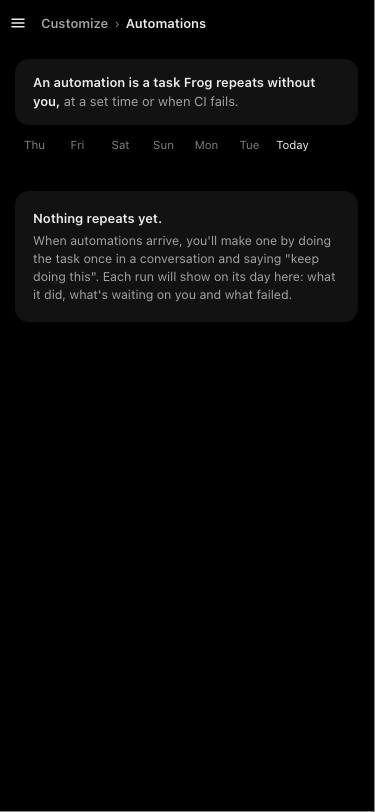 Customize › Automations
An automation is a task Frog repeats without
you, at a set time or when CI fails.
Thu Fri Sat Sun Mon Tue Today
Nothing repeats yet.
When automations arrive, you'll make one by doing
the task once in a conversation and saying "keep
doing this". Each run will show on its day here: what
it did, what's waiting on you and what failed.